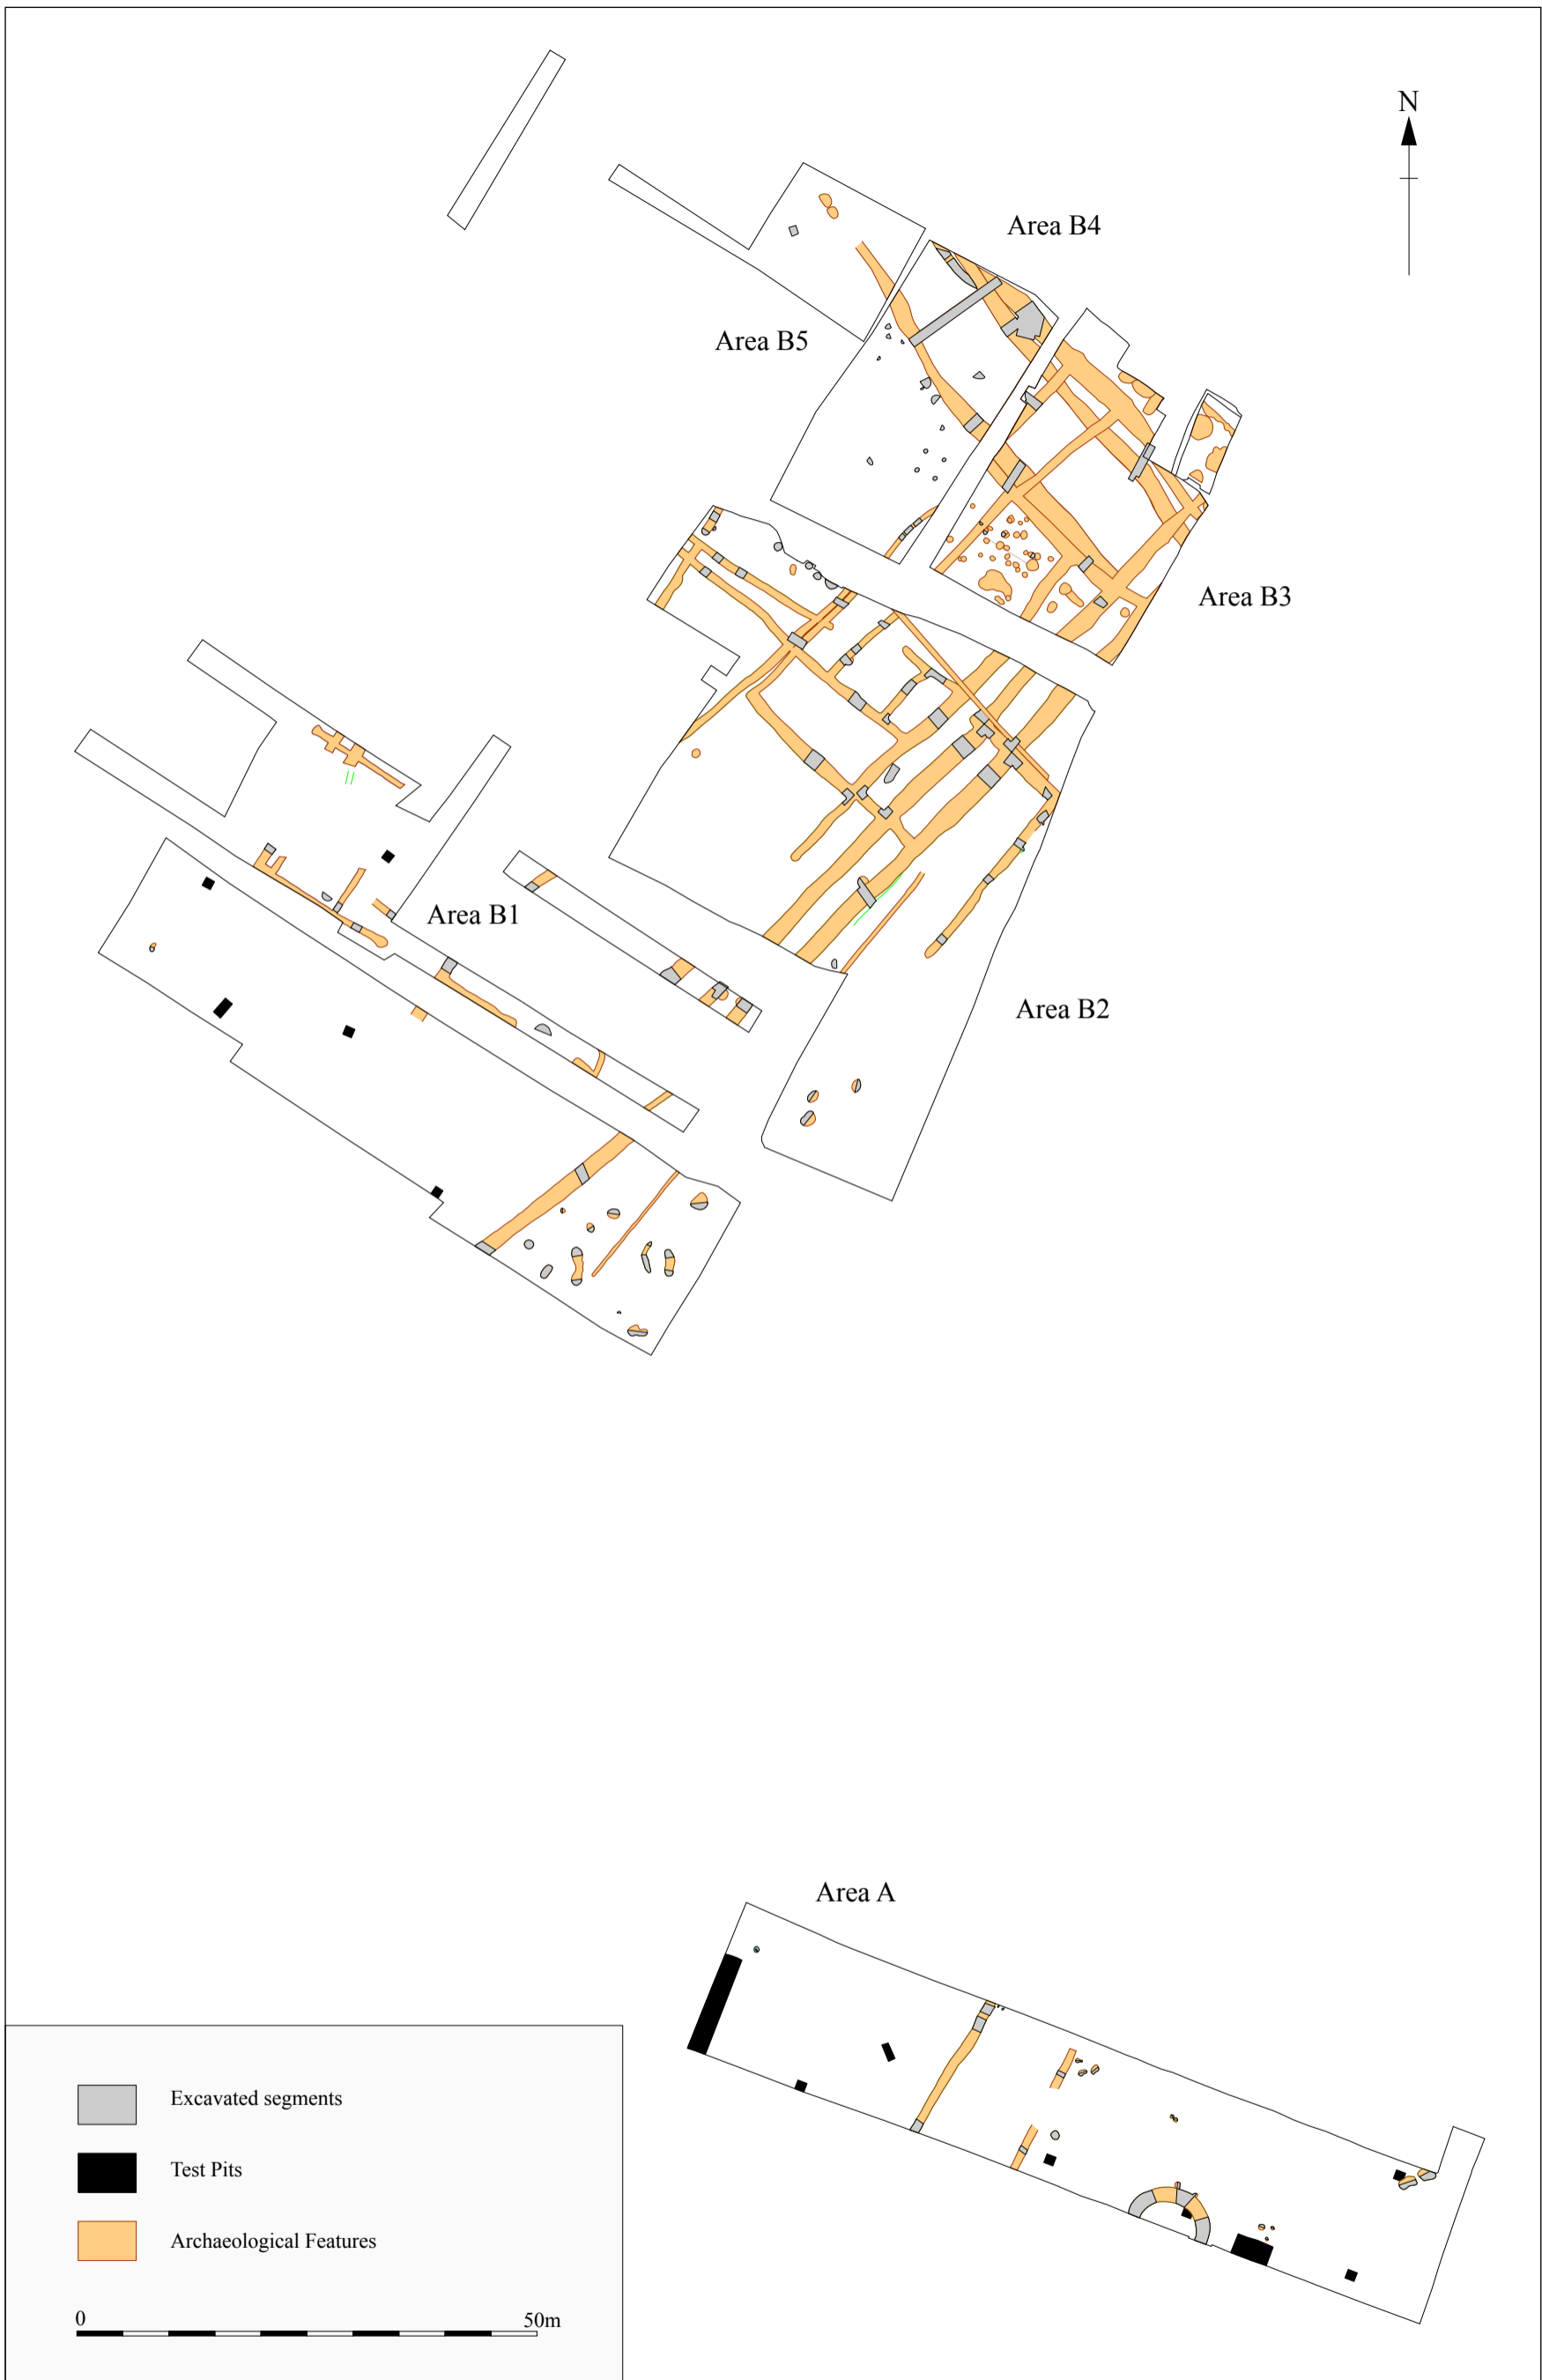 N
Area B4
Area B5
Area B3
Area B1
Area B2
Area A
Excavated segments
Test Pits
Archaeological Features
0 50m